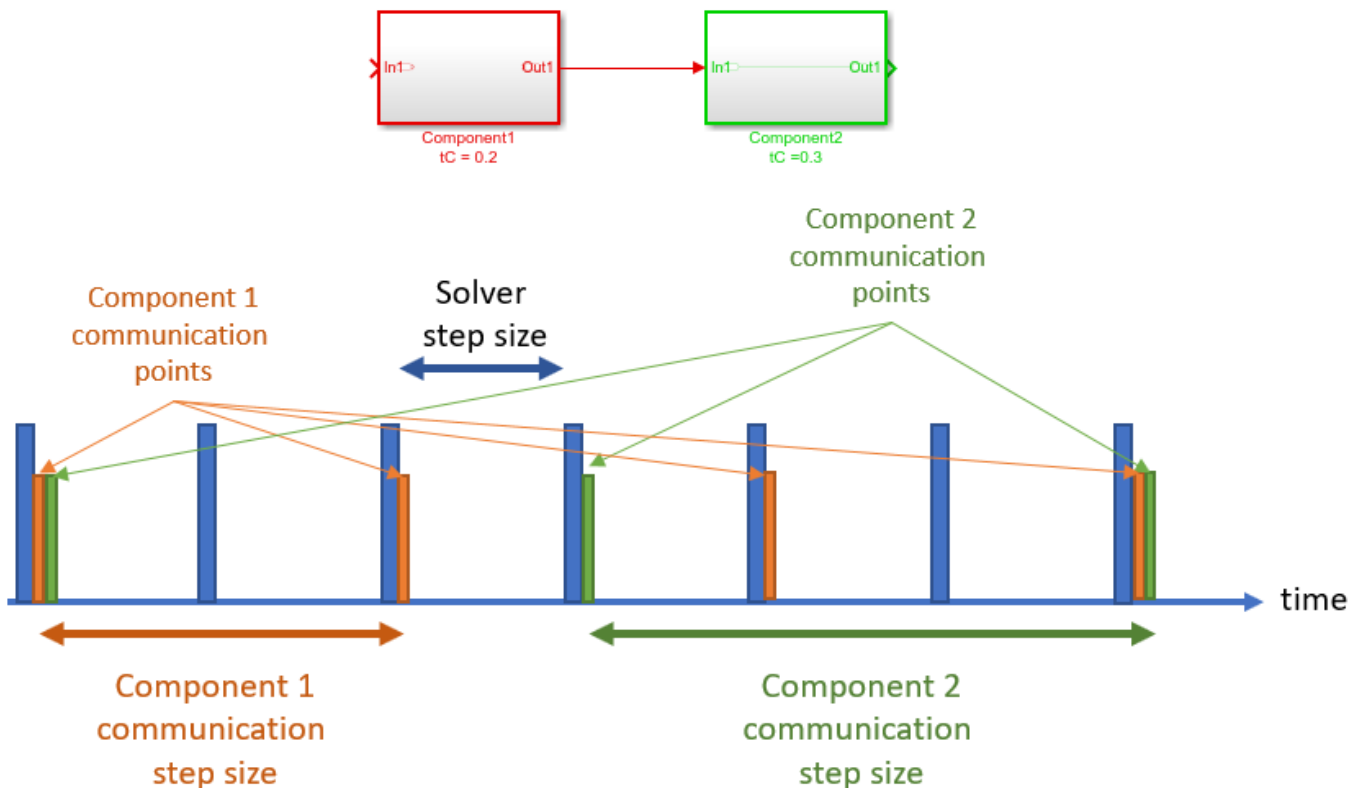 In1
Out1
In1
Out1
Component1
tC = 0.2
Component2
tC =0.3
Component 2
communication
points
Component 1
communication
points
Solver
step size
time
Component 1
communication
step size
Component 2
communication
step size